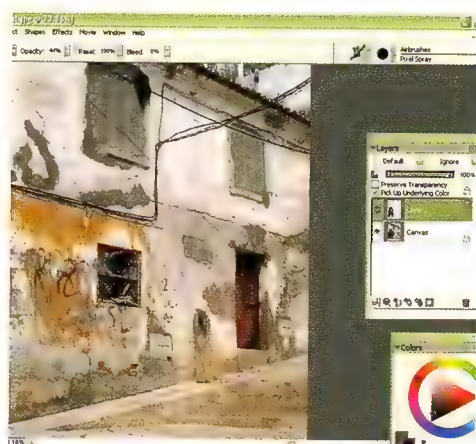 ct Shapes Effects Movie Window Help
Opacity: 44% Reset: 100% Bleed: 0%
Airbrushes
Pixel Spray
Layers
Default Ignore
100%
Preserve Transparency
Pick Up Underlying Color
Canvas
Colors